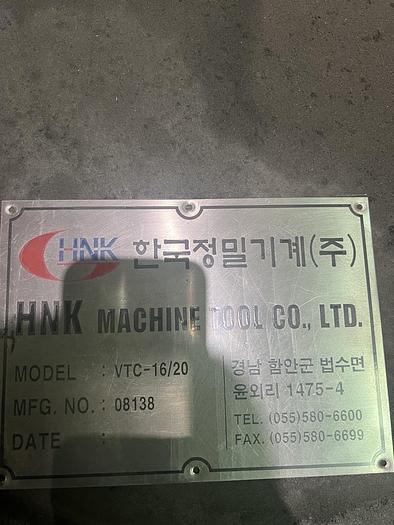 HNK 한국정밀기계(주)
HNK MACHINE TOOL CO., LTD.
MODEL : VTC-16/20
MFG. NO. : 08138
DATE :
경남 함안군 법수면
윤외리 1475-4
TEL. (055)580-6600
FAX. (055)580-6699